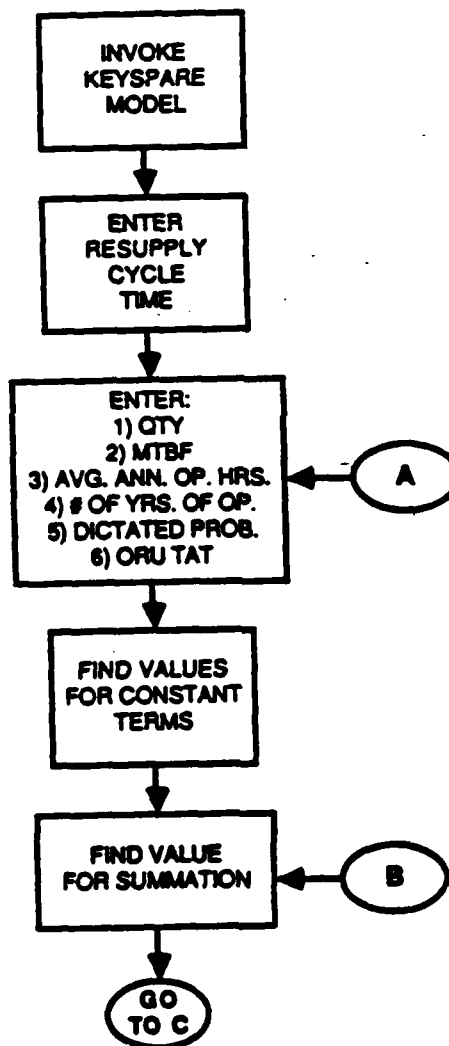 INVOKE
KEYSPARE
MODEL
ENTER
RESUPPLY
CYCLE
TIME
ENTER:
1) QTY
2) MTBF
3) AVG. ANN. OP. HRS.
4) # OF YRS. OF OP.
5) DICTATED PROB.
6) ORU TAT
A
FIND VALUES
FOR CONSTANT
TERMS
FIND VALUE
FOR SUMMATION
B
GO
TO C